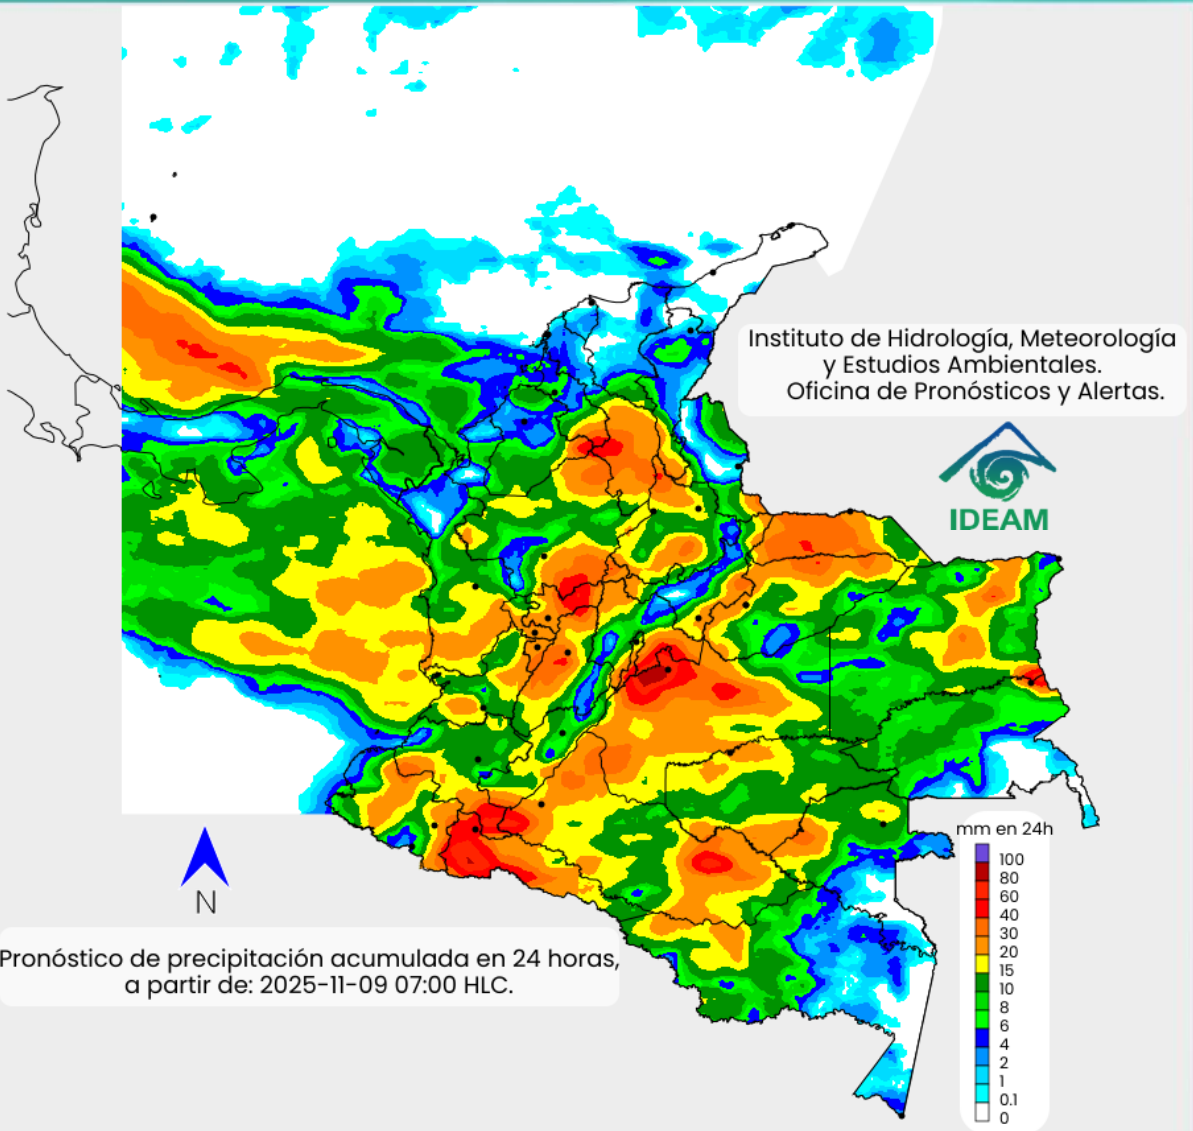 Instituto de Hidrología, Meteorología
y Estudios Ambientales.
Oficina de Pronósticos y Alertas.
IDEAM
mm en 24h
100
80
60
40
30
20
15
10
8
6
4
2
1
0.1
0
N
Pronóstico de precipitación acumulada en 24 horas,
a partir de: 2025-11-09 07:00 HLC.